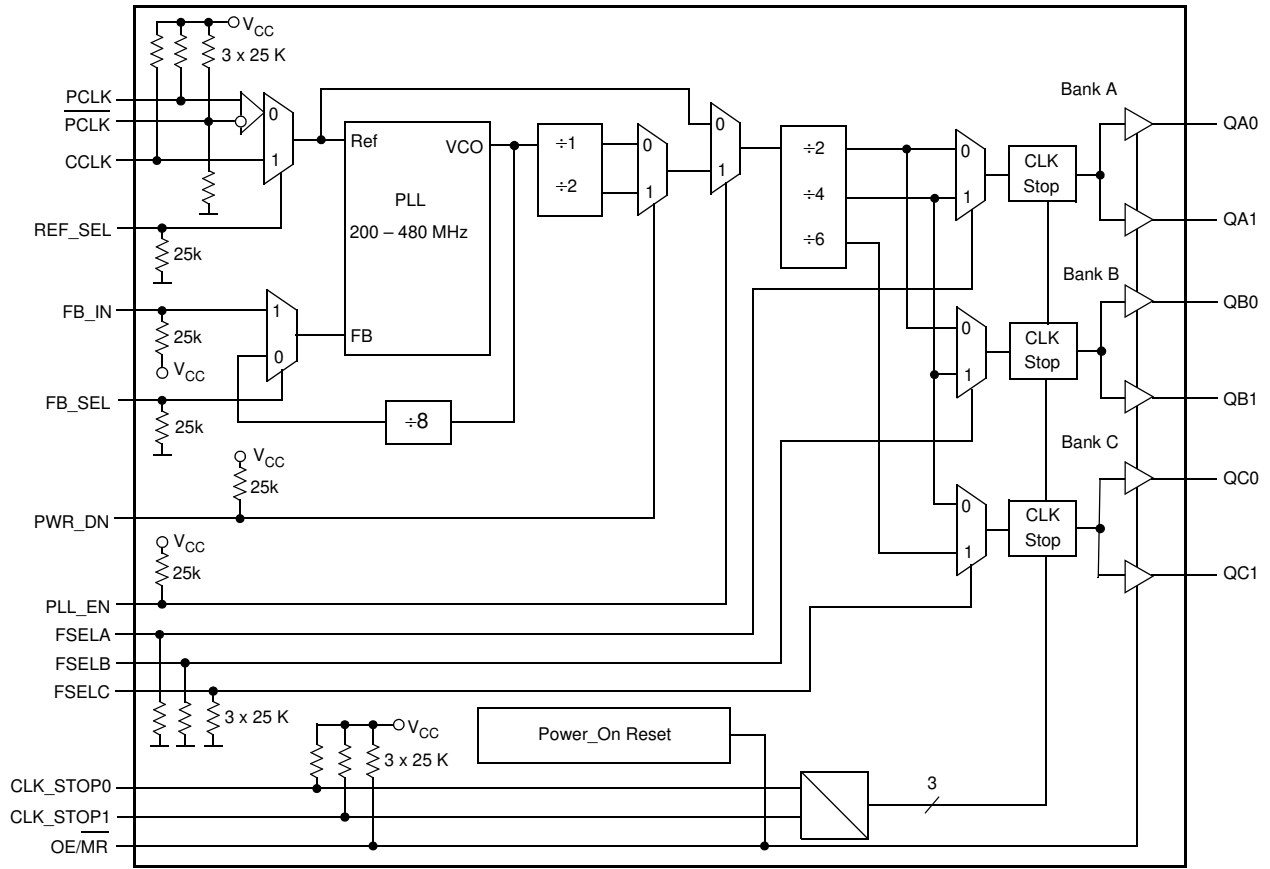 VCC
3 x 25 K
PCLK
PCLK
CCLK
0
1
REF_SEL
25k
Ref
VCO
PLL
200 – 480 MHz
FB
÷1
÷2
0
1
0
1
÷2
÷4
÷6
0
1
CLK
Stop
Bank A
QA0
QA1
FB_IN
25k
VCC
1
0
FB_SEL
25k
÷8
Bank B
0
1
CLK
Stop
QB0
QB1
VCC
25k
PWR_DN
Bank C
0
1
CLK
Stop
QC0
QC1
VCC
25k
PLL_EN
FSELA
FSELB
FSELC
3 x 25 K
VCC
3 x 25 K
Power_On Reset
CLK_STOP0
CLK_STOP1
OE/MR
3